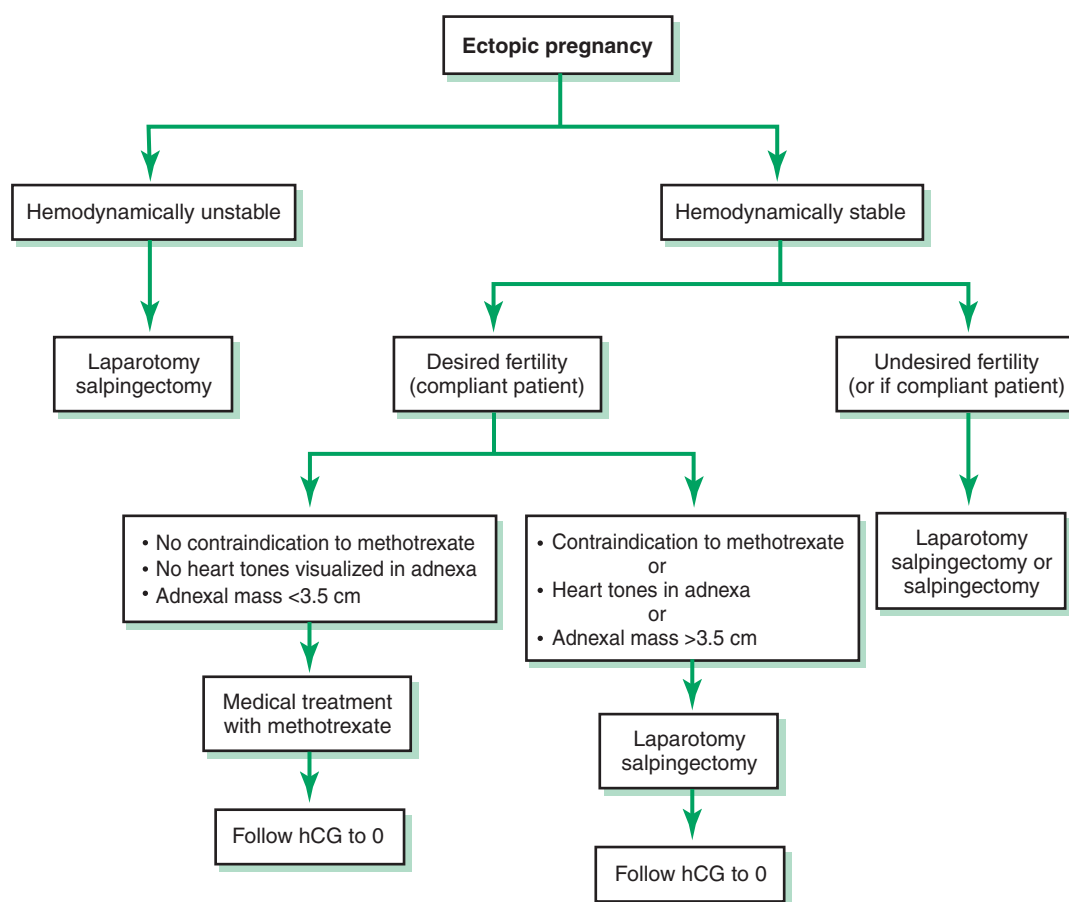 Ectopic pregnancy
Hemodynamically unstable
Hemodynamically stable
Laparotomy
salpingectomy
Desired fertility
(compliant patient)
Undesired fertility
(or if compliant patient)
• No contraindication to methotrexate
• No heart tones visualized in adnexa
• Adnexal mass <3.5 cm
• Contraindication to methotrexate
or
• Heart tones in adnexa
or
• Adnexal mass >3.5 cm
Laparotomy
salpingectomy or
salpingectomy
Medical treatment
with methotrexate
Laparotomy
salpingectomy
Follow hCG to 0
Follow hCG to 0